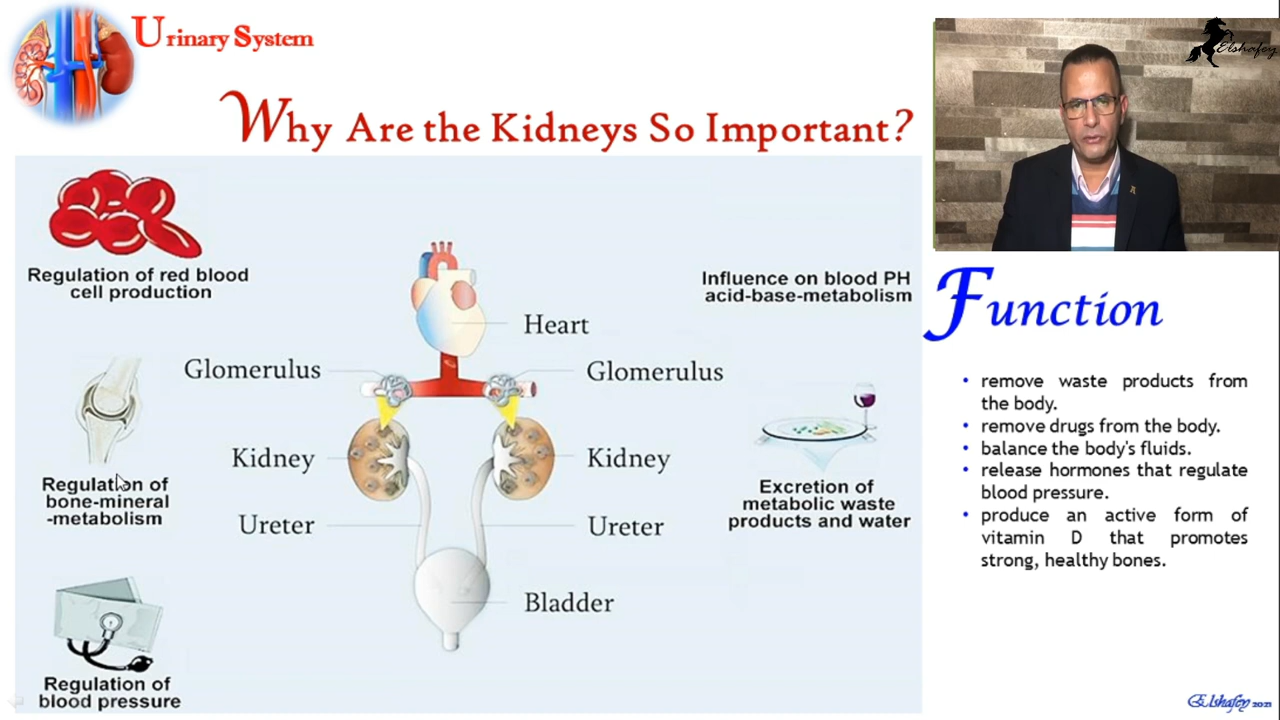 Urinary System
Elshafey
Why Are the Kidneys So Important?
Regulation of red blood
cell production
Influence on blood PH
acid-base-metabolism
Heart
Glomerulus
Glomerulus
Kidney
Kidney
Regulation of
bone-mineral
-metabolism
Excretion of
metabolic waste
products and water
Ureter
Ureter
Bladder
Regulation of
blood pressure
Function
• remove waste products from
the body.
• remove drugs from the body.
• balance the body's fluids.
• release hormones that regulate
blood pressure.
• produce an active form of
vitamin D that promotes
strong, healthy bones.
Elshafey 2021